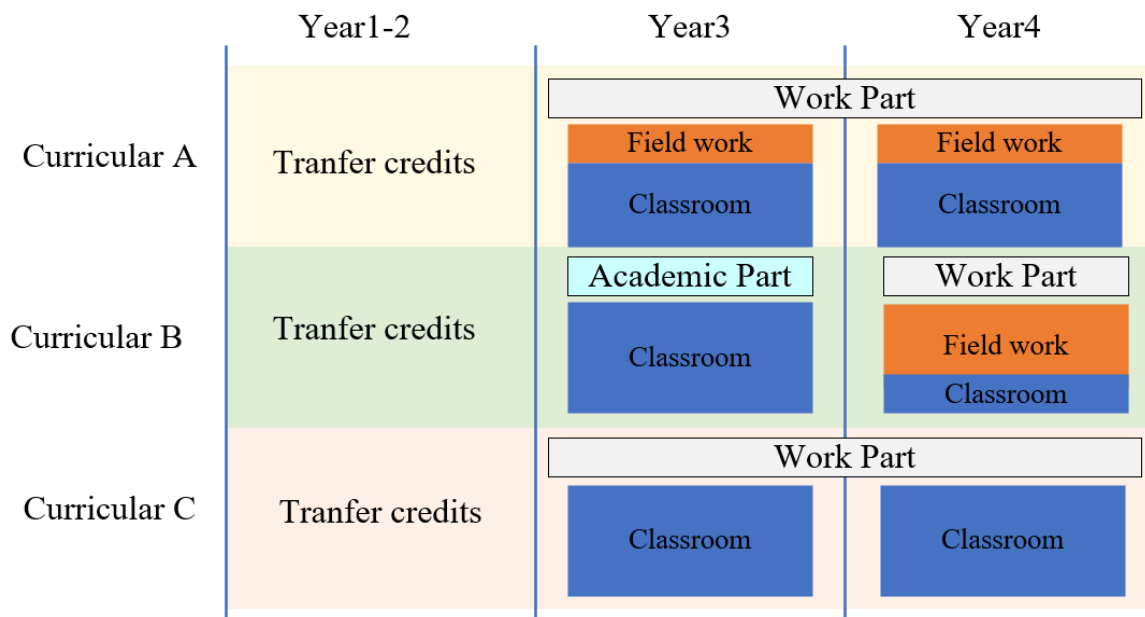 Year1-2
Year3
Year4
Curricular A
Tranfer credits
Work Part
Field work
Field work
Classroom
Classroom
Curricular B
Tranfer credits
Academic Part
Work Part
Classroom
Field work
Classroom
Curricular C
Tranfer credits
Work Part
Classroom
Classroom